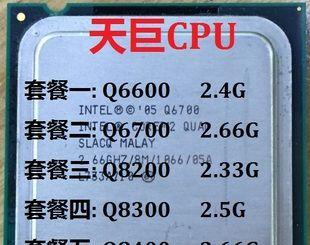 天巨CPU
套餐一: Q6600 2.4G
INTEL®©'05 Q6700
套餐二: Q6700 2.66G
SLACQ MALAY
套餐三: Q8200 2.33G
2.66GHZ/8M/1066/05A
套餐四: Q8300 2.5G